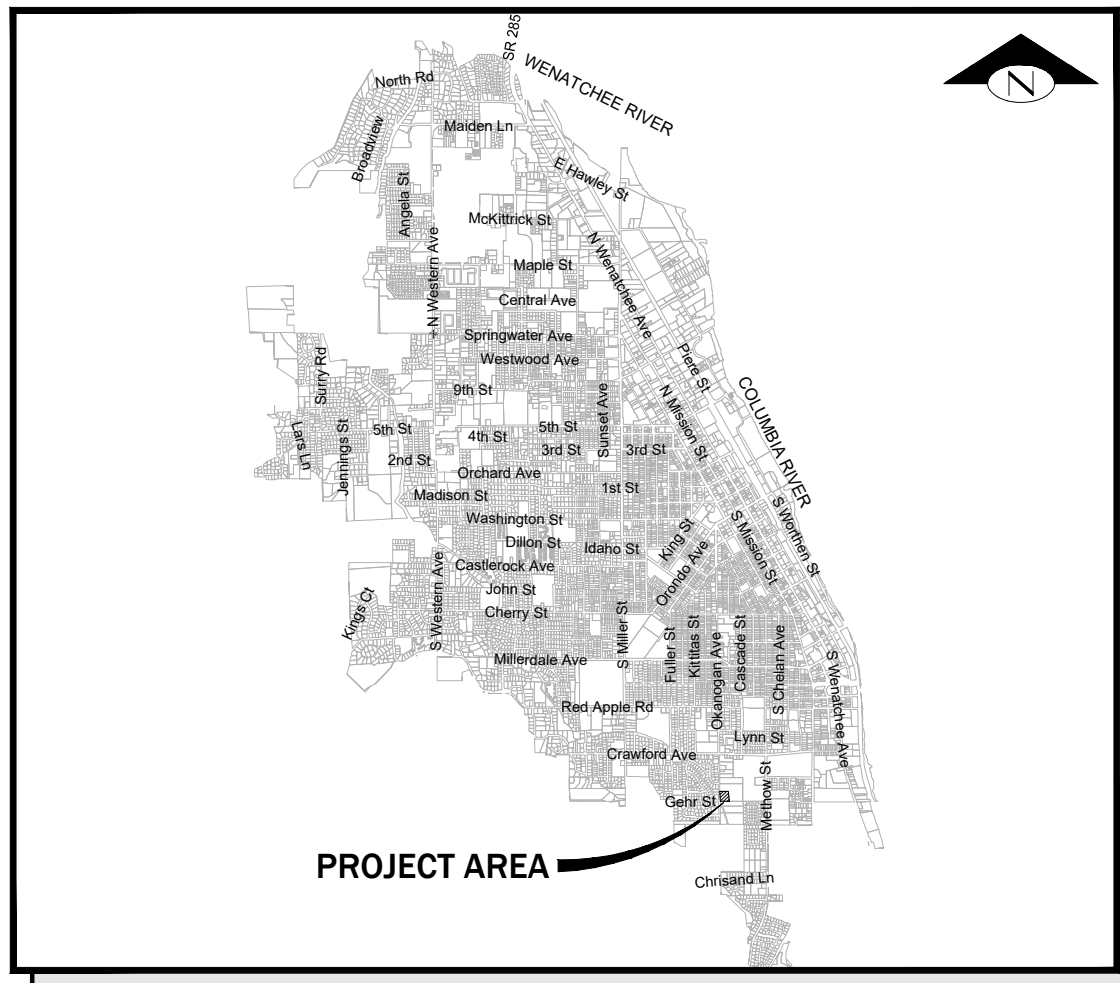 SR 285
WENATCHEE RIVER
North Rd
N
Maiden Ln
Broadview
E Hawley St
Angela St
McKittrick St
N Western Ave
N Wenatchee Ave
Maple St
Central Ave
Springwater Ave
Westwood Ave
Piere St
Surry Rd
9th St
COLUMBIA RIVER
Sunset Ave
N Mission St
Lars Ln
Jennings St
5th St
4th St
5th St
2nd St
3rd St
3rd St
Orchard Ave
1st St
Madison St
Washington St
S Worthen St
King St
S Mission St
Dillon St
Idaho St
Castlerock Ave
Orondo Ave
John St
Kings Ct
S Western Ave
Cherry St
S Miller St
Fuller St
Kittitas St
Okanogan Ave
Cascade St
S Chelan Ave
Millerdale Ave
S Wenatchee Ave
Red Apple Rd
Lynn St
Crawford Ave
Methow St
Gehr St
PROJECT AREA
Chrisand Ln